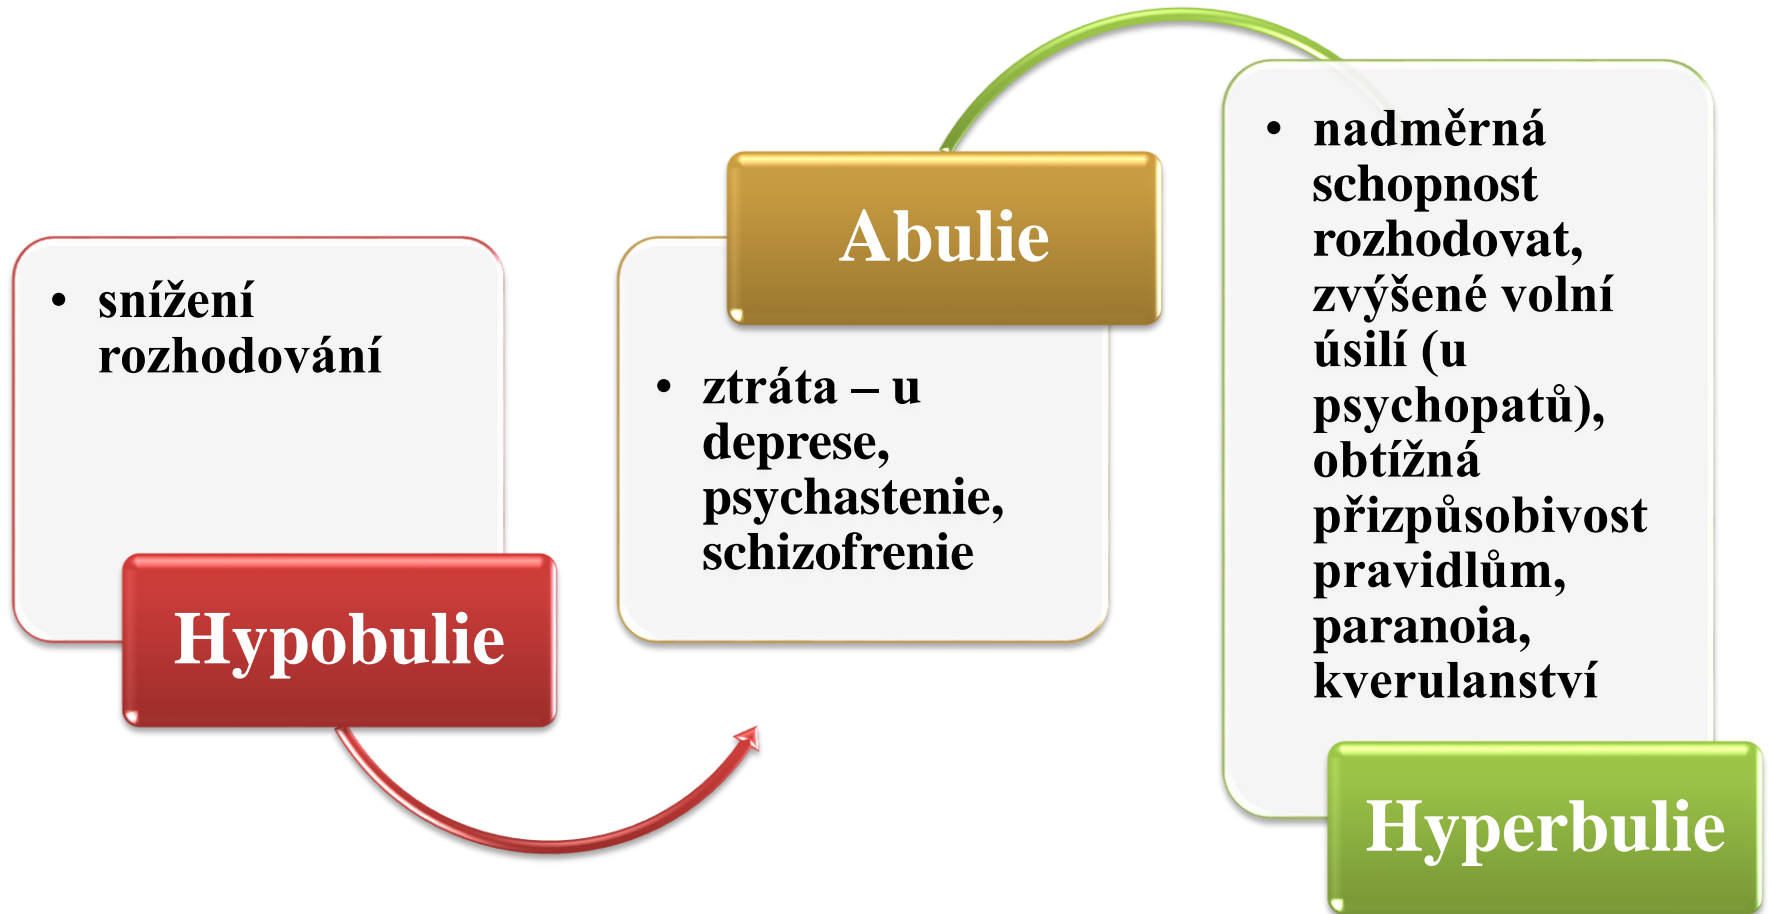 • snížení
rozhodování
Hypobulie
Abulie
• ztráta – u
deprese,
psychastenie,
schizofrenie
• nadměrná
schopnost
rozhodovat,
zvýšené volní
úsilí (u
psychopatů),
obtížná
přizpůsobivost
pravidlům,
paranoia,
kverulanství
Hyperbulie